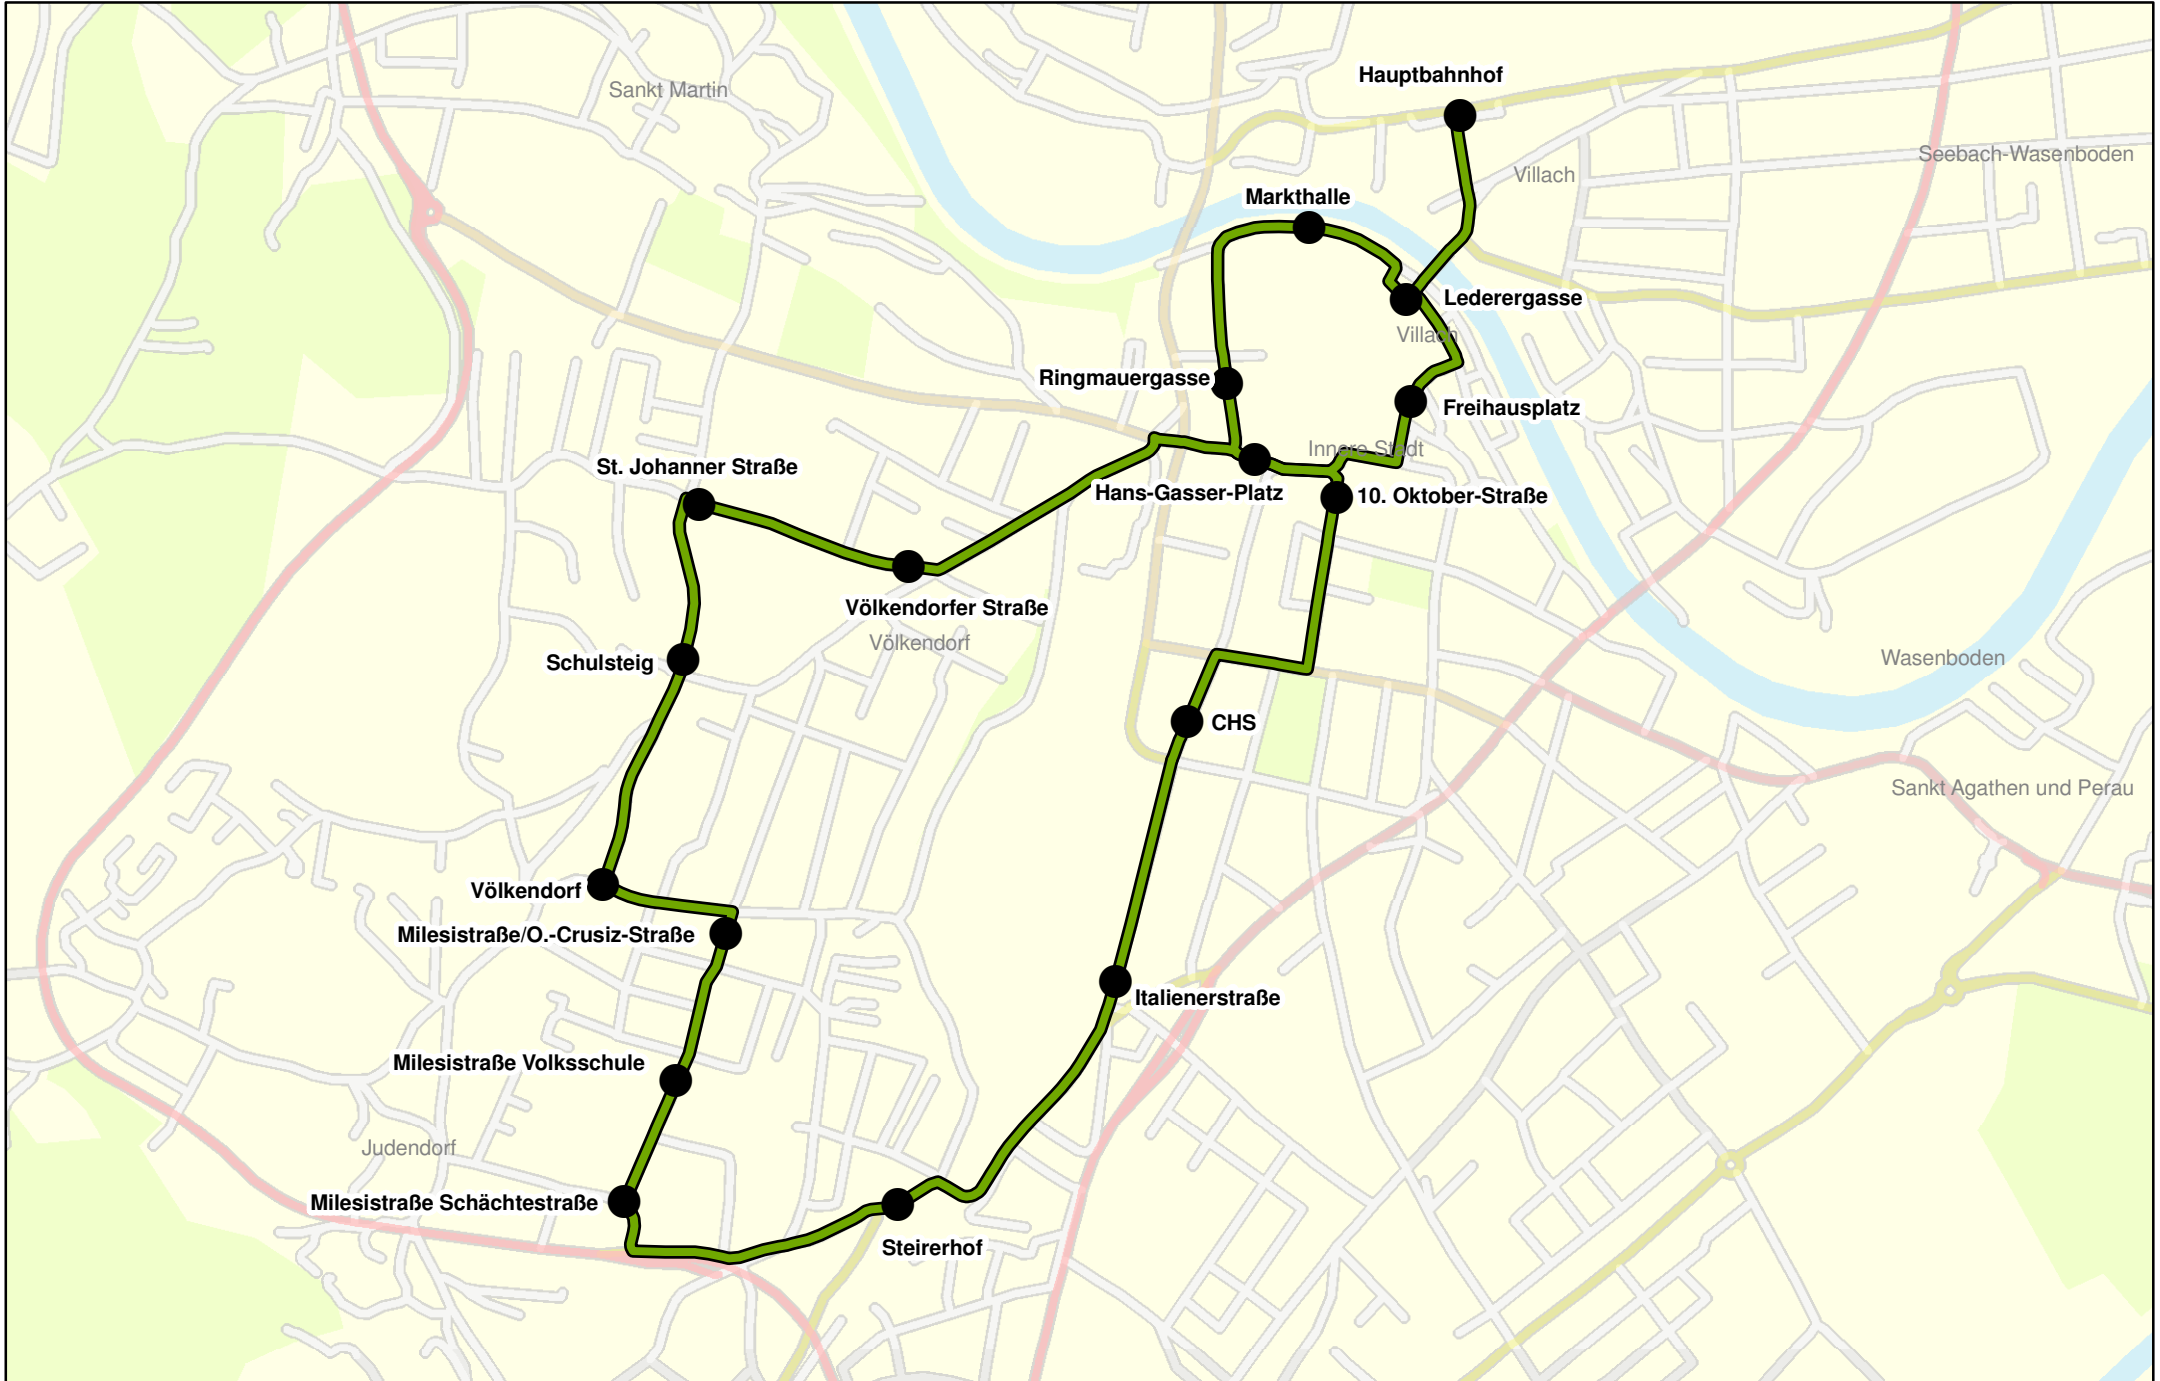 Hauptbahnhof
Sankt Martin
Seebach-Wasenboden
Villach
Markthalle
Lederergasse
Villach
Ringmauergasse
Freihausplatz
Innere Stadt
St. Johanner Straße
Hans-Gasser-Platz
10. Oktober-Straße
Völkendorfer Straße
Völkendorf
Schulsteig
Wasenboden
CHS
Sankt Agathen und Perau
Völkendorf
Milesistraße/O.-Crusiz-Straße
Italienerstraße
Milesistraße Volksschule
Judendorf
Milesistraße Schächtestraße
Steirerhof